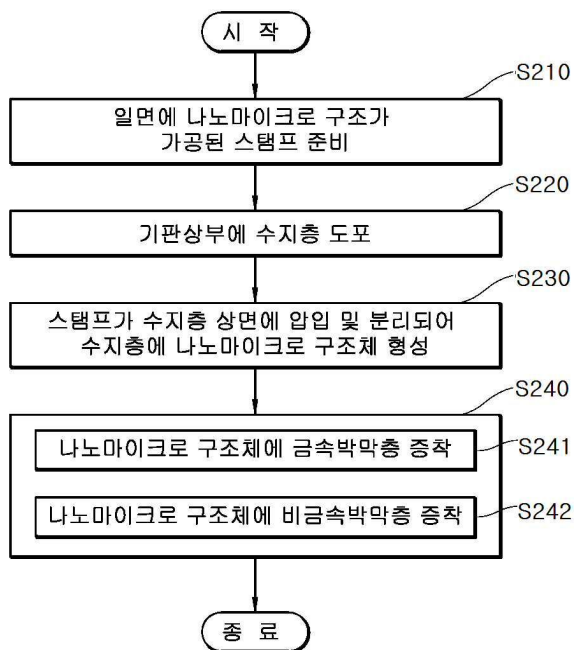 시 작
S210
일면에 나노마이크로 구조가
가공된 스탬프 준비
S220
기판상부에 수지층 도포
S230
스탬프가 수지층 상면에 압입 및 분리되어
수지층에 나노마이크로 구조체 형성
S240
나노마이크로 구조체에 금속박막층 증착
S241
나노마이크로 구조체에 비금속박막층 증착
S242
종 료